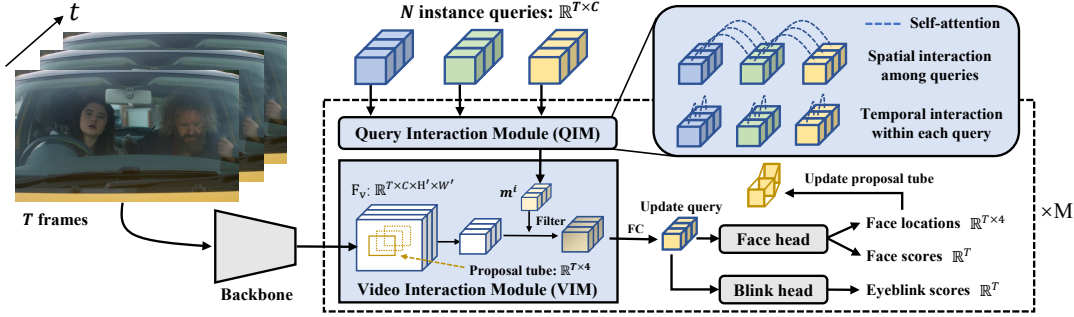 t
T frames
Backbone
N instance queries: ℝ^{T×C}
Self-attention
Spatial interaction
among queries
Temporal interaction
within each query
Query Interaction Module (QIM)
F_V: ℝ^{T×C×H′×W′}
m^i
Filter
Proposal tube: ℝ^{T×4}
Video Interaction Module (VIM)
FC
Update query
Update proposal tube
Face head
Face locations ℝ^{T×4}
Face scores ℝ^T
Blink head
Eyeblink scores ℝ^T
×M